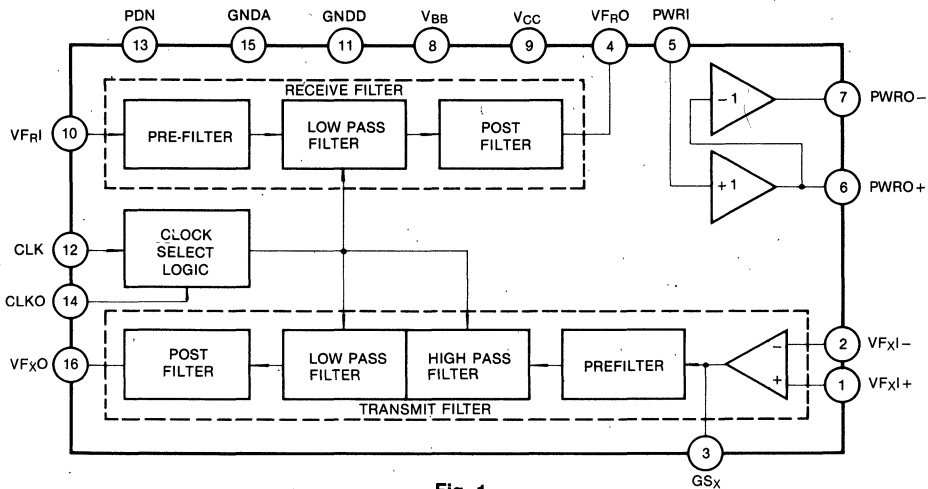 PDN GNDA GNDD VBB VCC VFRO PWRI
13 15 11 8 9 4 5
RECEIVE FILTER
VFRI 10
PRE-FILTER
LOW PASS
FILTER
POST
FILTER
-1
7 PWRO-
+1
6 PWRO+
CLK 12
CLOCK
SELECT
LOGIC
CLKO 14
VFXO 16
POST
FILTER
LOW PASS
FILTER
HIGH PASS
FILTER
PREFILTER
-
+
2 VFXI-
1 VFXI+
TRANSMIT FILTER
3
GSX